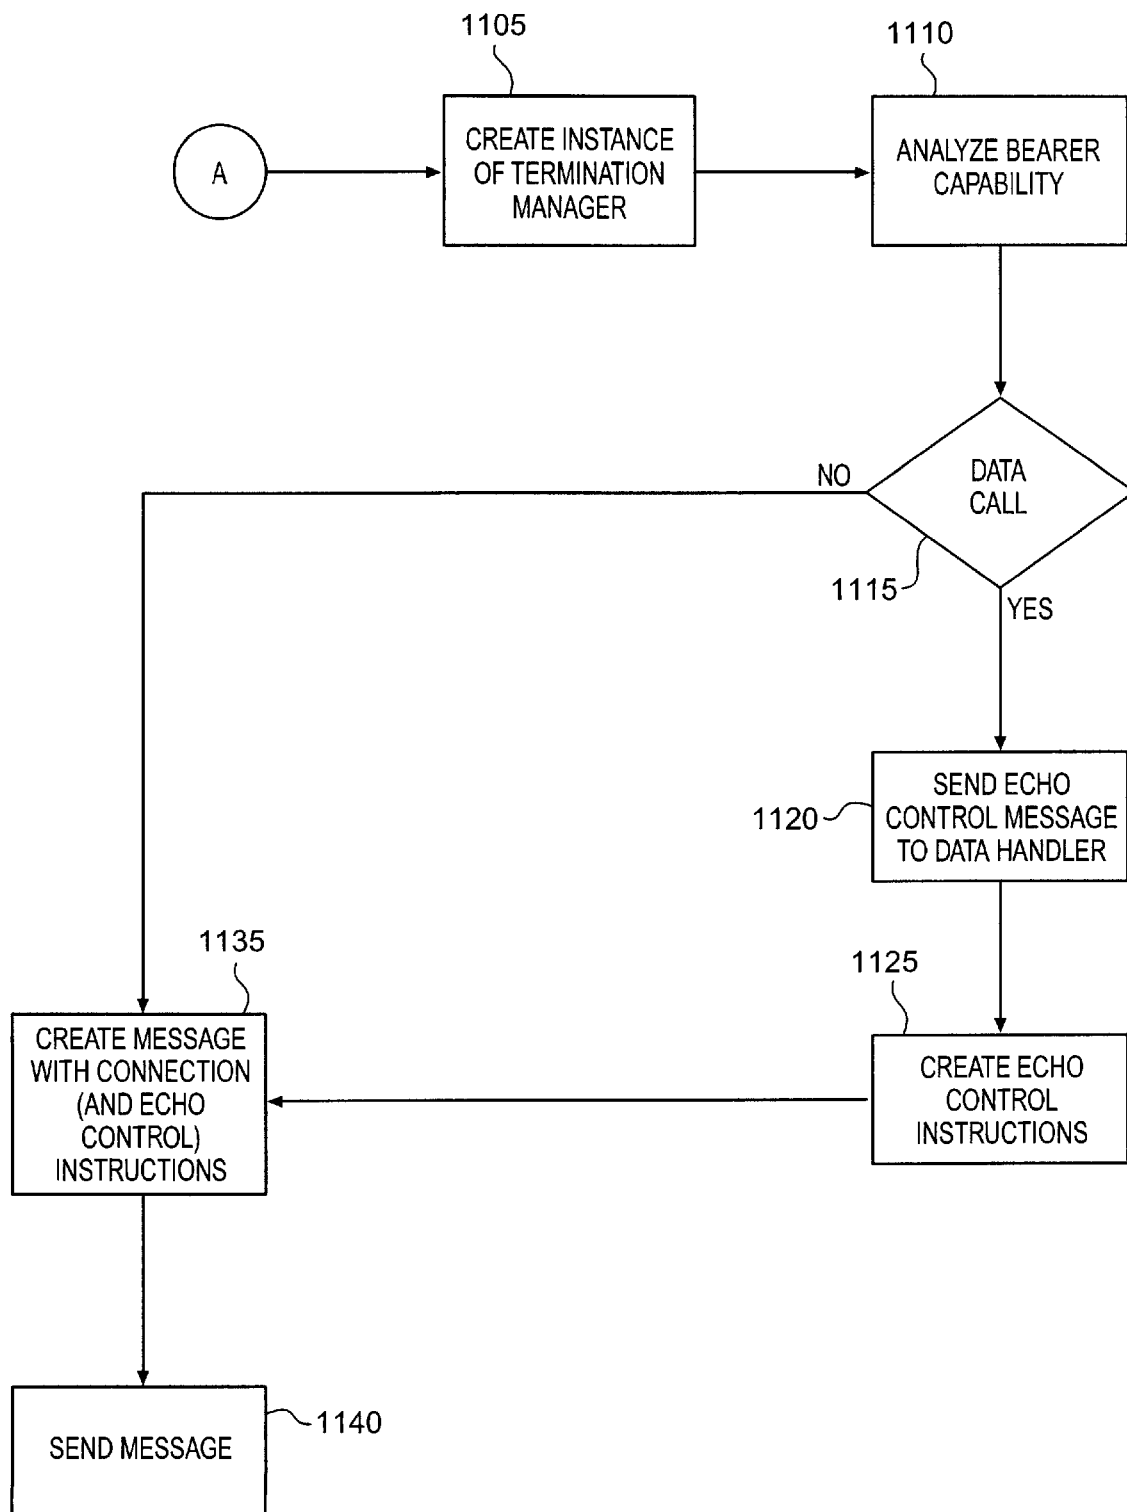 1105
1110
A
CREATE INSTANCE
OF TERMINATION
MANAGER
ANALYZE BEARER
CAPABILITY
NO
DATA
CALL
1115
YES
1120
SEND ECHO
CONTROL MESSAGE
TO DATA HANDLER
1135
1125
CREATE MESSAGE
WITH CONNECTION
(AND ECHO
CONTROL)
INSTRUCTIONS
CREATE ECHO
CONTROL
INSTRUCTIONS
SEND MESSAGE
1140